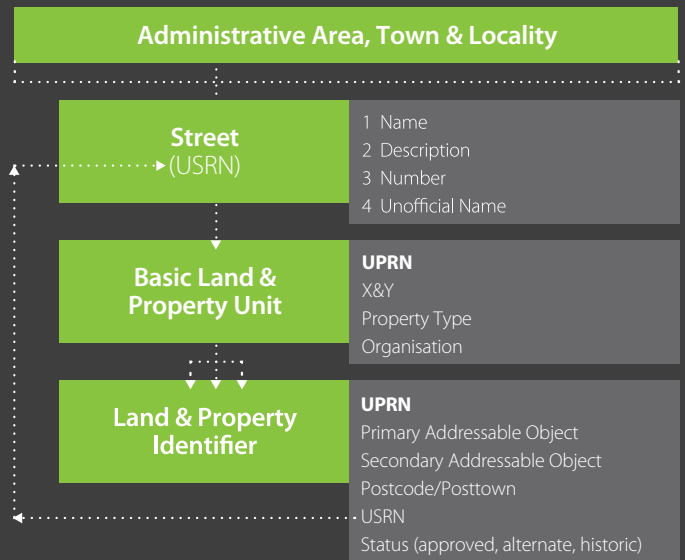 Administrative Area, Town & Locality
Street
(USRN)
1 Name
2 Description
3 Number
4 Unofficial Name
Basic Land &
Property Unit
UPRN
X&Y
Property Type
Organisation
Land & Property
Identifier
UPRN
Primary Addressable Object
Secondary Addressable Object
Postcode/Posttown
USRN
Status (approved, alternate, historic)